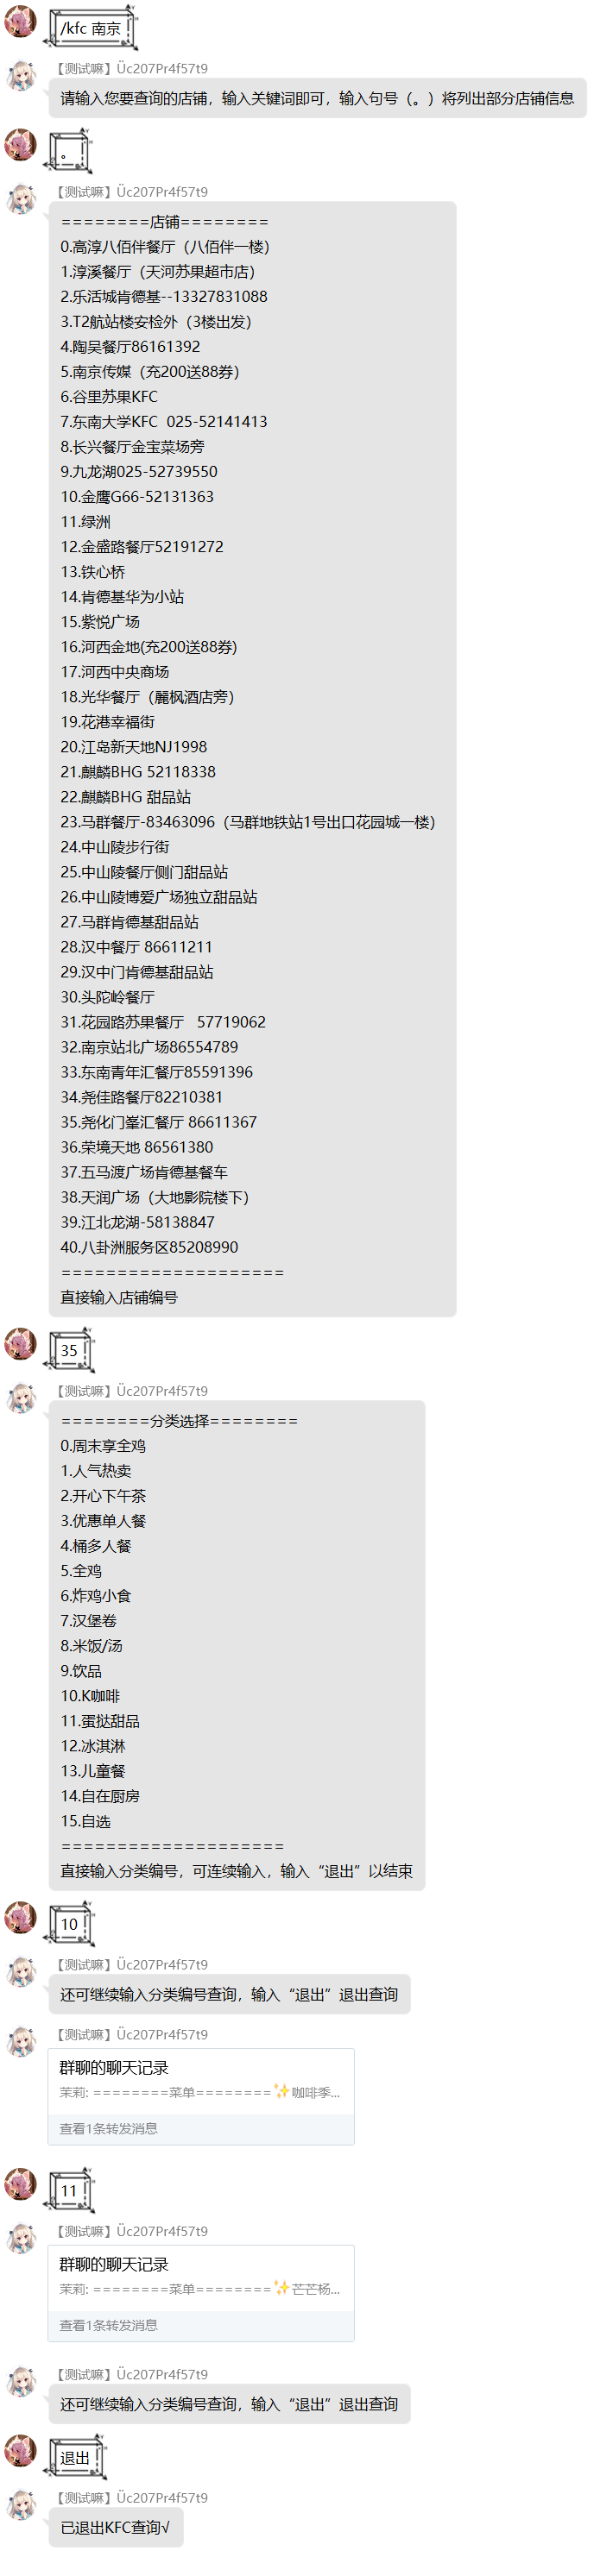 /kfc 南京
【测试嘛】Üc207Pr4f57t9
请输入您要查询的店铺，输入关键词即可，输入句号（。）将列出部分店铺信息
。
【测试嘛】Üc207Pr4f57t9
========店铺========
0.高淳八佰伴餐厅（八佰伴一楼）
1.淳溪餐厅（天河苏果超市店）
2.乐活城肯德基--13327831088
3.T2航站楼安检外（3楼出发）
4.陶吴餐厅86161392
5.南京传媒（充200送88券）
6.谷里苏果KFC
7.东南大学KFC  025-52141413
8.长兴餐厅金宝菜场旁
9.九龙湖025-52739550
10.金鹰G66-52131363
11.绿洲
12.金盛路餐厅52191272
13.铁心桥
14.肯德基华为小站
15.紫悦广场
16.河西金地(充200送88券)
17.河西中央商场
18.光华餐厅（麗枫酒店旁）
19.花港幸福街
20.江岛新天地NJ1998
21.麒麟BHG 52118338
22.麒麟BHG 甜品站
23.马群餐厅-83463096（马群地铁站1号出口花园城一楼）
24.中山陵步行街
25.中山陵餐厅侧门甜品站
26.中山陵博爱广场独立甜品站
27.马群肯德基甜品站
28.汉中餐厅 86611211
29.汉中门肯德基甜品站
30.头陀岭餐厅
31.花园路苏果餐厅   57719062
32.南京站北广场86554789
33.东南青年汇餐厅85591396
34.尧佳路餐厅82210381
35.尧化门峯汇餐厅 86611367
36.荣境天地 86561380
37.五马渡广场肯德基餐车
38.天润广场（大地影院楼下）
39.江北龙湖-58138847
40.八卦洲服务区85208990
====================
直接输入店铺编号
35
【测试嘛】Üc207Pr4f57t9
========分类选择========
0.周末享全鸡
1.人气热卖
2.开心下午茶
3.优惠单人餐
4.桶多人餐
5.全鸡
6.炸鸡小食
7.汉堡卷
8.米饭/汤
9.饮品
10.K咖啡
11.蛋挞甜品
12.冰淇淋
13.儿童餐
14.自在厨房
15.自选
====================
直接输入分类编号，可连续输入，输入“退出”以结束
10
【测试嘛】Üc207Pr4f57t9
还可继续输入分类编号查询，输入“退出”退出查询
【测试嘛】Üc207Pr4f57t9
群聊的聊天记录
茉莉: ========菜单========✨咖啡季...
查看1条转发消息
11
【测试嘛】Üc207Pr4f57t9
群聊的聊天记录
茉莉: ========菜单========✨芒芒杨...
查看1条转发消息
【测试嘛】Üc207Pr4f57t9
还可继续输入分类编号查询，输入“退出”退出查询
退出
【测试嘛】Üc207Pr4f57t9
已退出KFC查询√